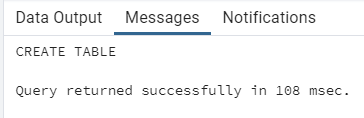 Data Output Messages Notifications
CREATE TABLE
Query returned successfully in 108 msec.